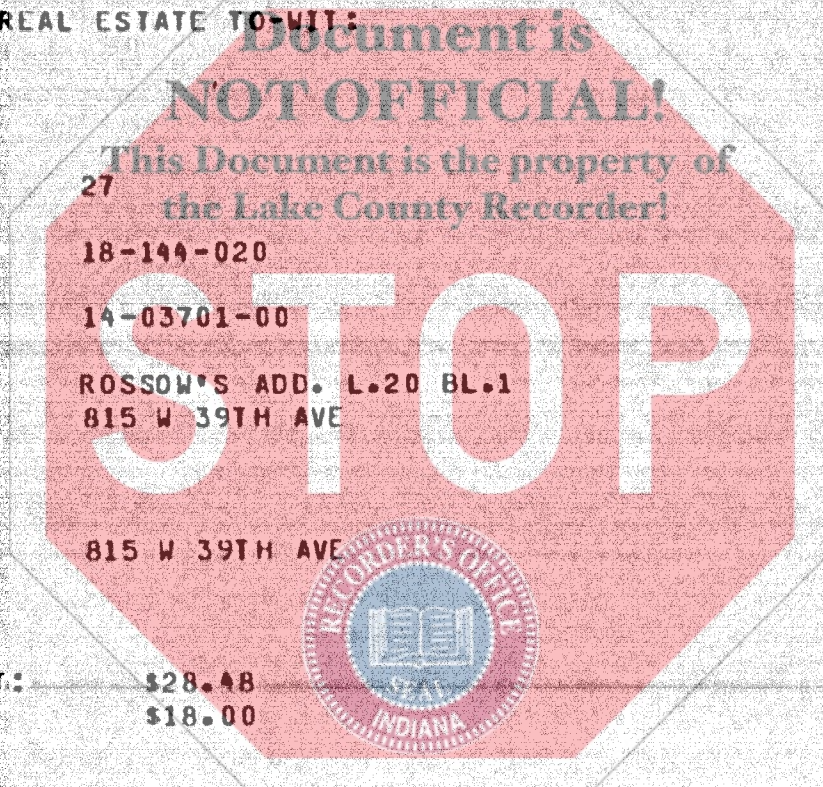 REAL ESTATE TO-WIT:
Document is
NOT OFFICIAL!
This Document is the property of
27
the Lake County Recorder!
18-144-020
14-03701-00
STOP
ROSSOW'S ADD. L.20 BL.1
815 W 39TH AVE
815 W 39TH AVE
RECORDER'S OFFICE
SEAL
INDIANA
$28.48
$18.00